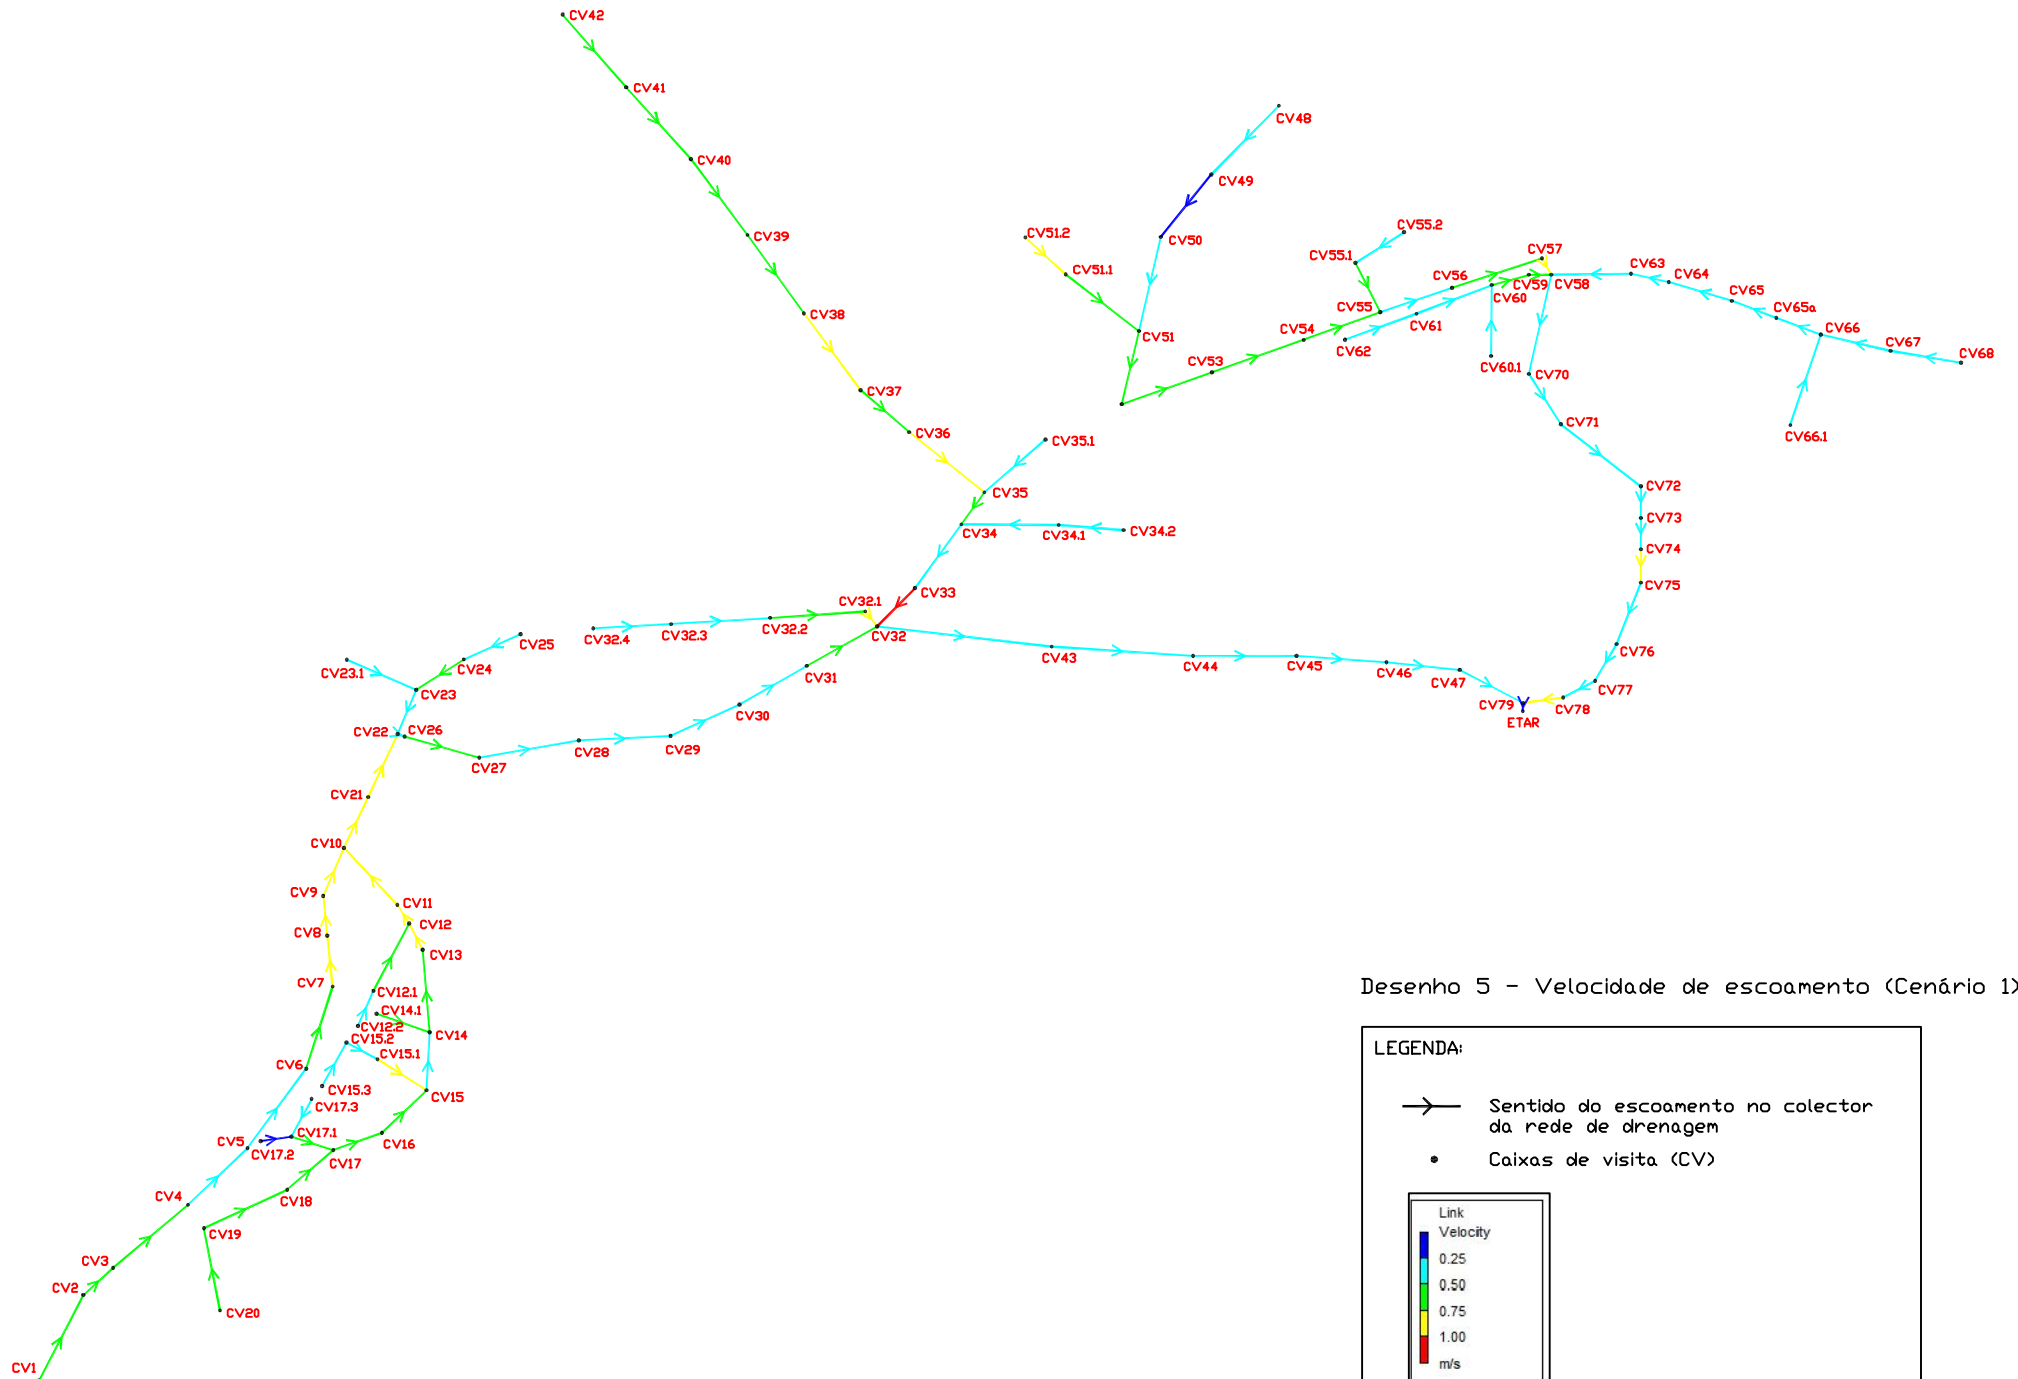 CV42
CV41
CV48
CV40
CV49
CV55.2
CV51.2
CV39
CV50
CV57
CV55.1
CV63
CV51.1
CV64
CV56
CV59
CV58
CV60
CV65
CV65a
CV38
CV55
CV61
CV66
CV51
CV54
CV62
CV67
CV68
CV53
CV60.1
CV70
CV37
CV71
CV66.1
CV36
CV35.1
CV72
CV35
CV73
CV34
CV34.1
CV34.2
CV74
CV75
CV33
CV32.1
CV32.4
CV32.3
CV32.2
CV32
CV25
CV43
CV44
CV45
CV46
CV47
CV76
CV23.1
CV24
CV31
CV23
CV77
CV30
CV79
CV78
ETAR
CV22
CV26
CV27
CV28
CV29
CV21
CV10
CV9
CV11
CV12
CV8
CV13
CV7
Desenho 5 - Velocidade de escoamento (Cenário 1)
CV12.1
CV14.1
CV12.2
CV14
CV15.2
CV15.1
LEGENDA:
CV6
CV15.3
CV15
CV17.3
Sentido do escoamento no colector
da rede de drenagem
CV5
CV17.1
CV16
CV17.2
CV17
Caixas de visita (CV)
CV4
CV18
CV19
Link
Velocity
CV3
0.25
CV2
0.50
CV20
0.75
1.00
CV1
m/s